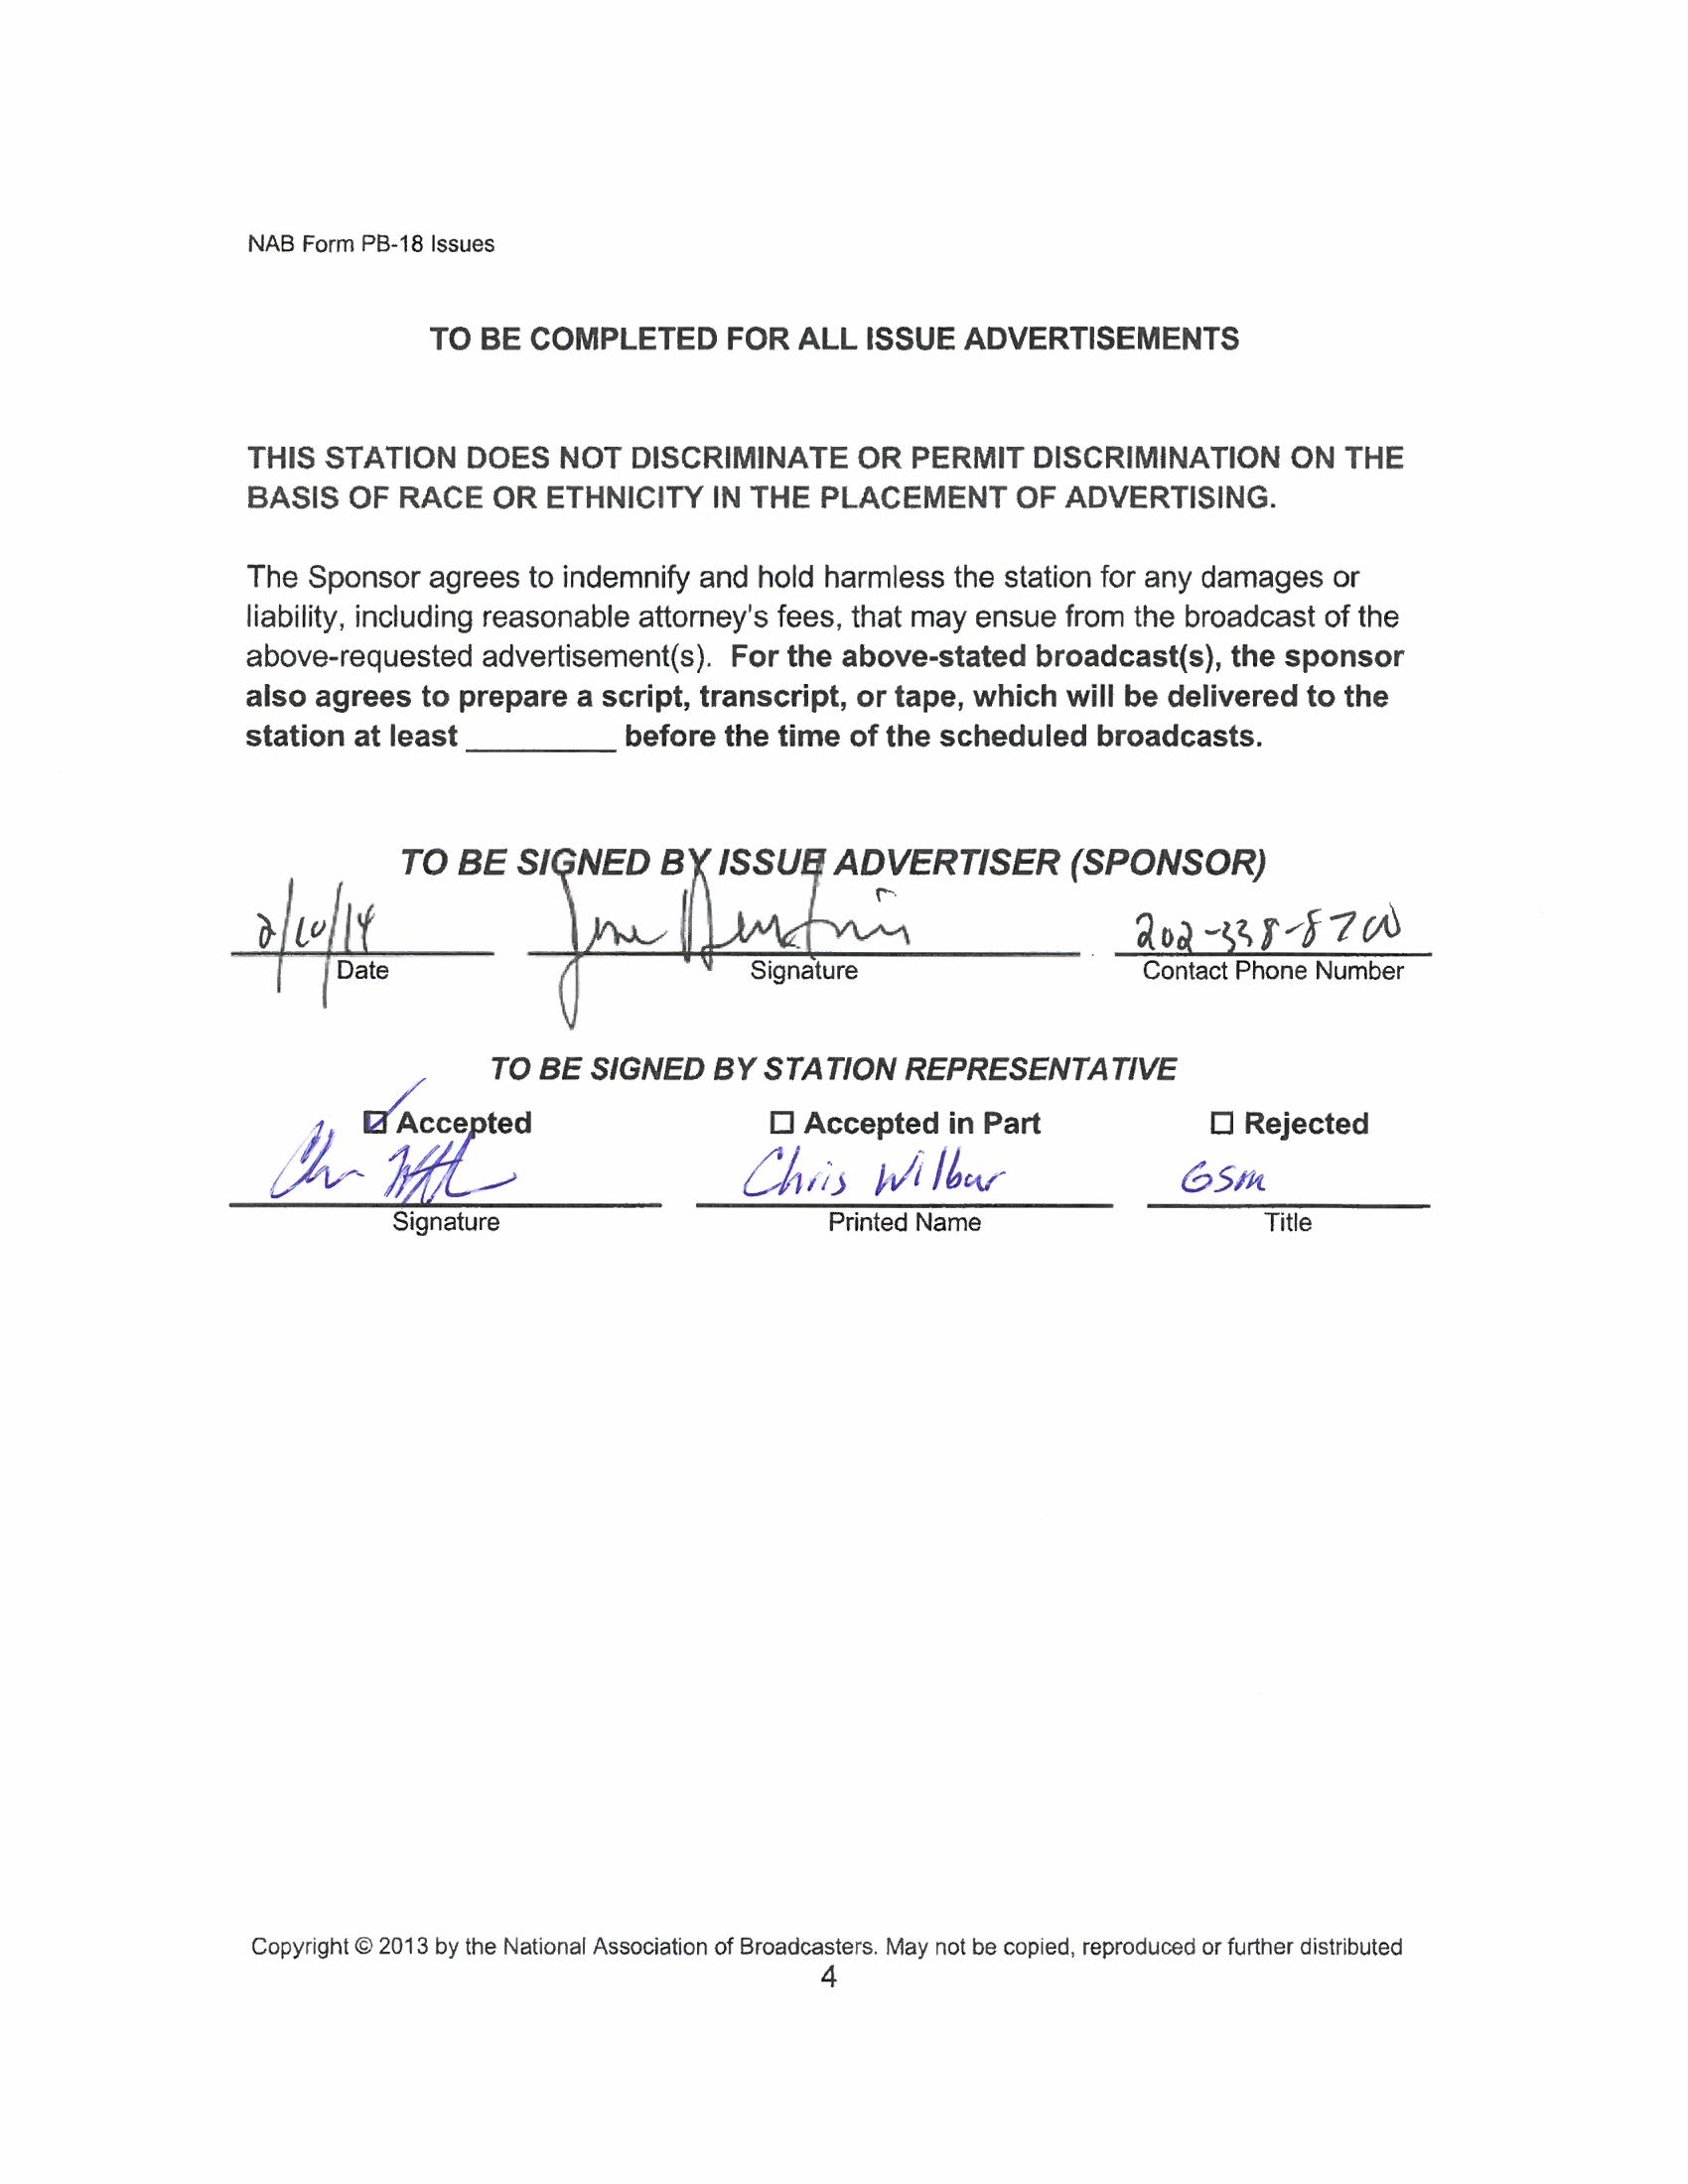 NAB Form PB-18 Issues
TO BE COMPLETED FOR ALL ISSUE ADVERTISEMENTS
THIS STATION DOES NOT DISCRIMINATE OR PERMIT DISCRIMINATION ON THE
BASIS OF RACE OR ETHNICITY IN THE PLACEMENT OF ADVERTISING.
The Sponsor agrees to indemnify and hold harmless the station for any damages or
liability, including reasonable attorney's fees, that may ensue from the broadcast of the
above-requested advertisement(s). For the above-stated broadcast(s), the sponsor
also agrees to prepare a script, transcript, or tape, which will be delivered to the
station at least __________ before the time of the scheduled broadcasts.
TO BE SIGNED BY ISSUE ADVERTISER (SPONSOR)
2/10/14 202-338-8700
Date Signature Contact Phone Number
TO BE SIGNED BY STATION REPRESENTATIVE
☑ Accepted ☐ Accepted in Part ☐ Rejected
Chris Wilbur GSM
Signature Printed Name Title
Copyright © 2013 by the National Association of Broadcasters. May not be copied, reproduced or further distributed
4